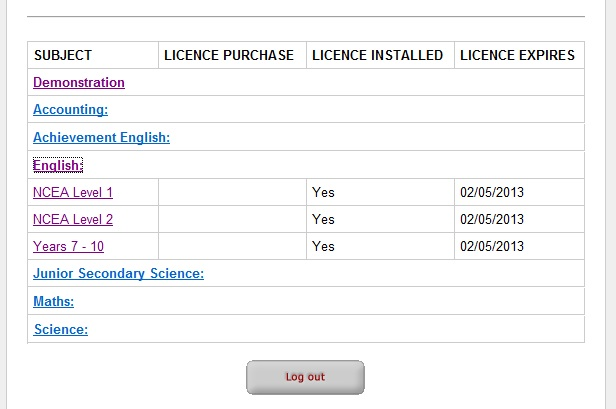 SUBJECT LICENCE PURCHASE LICENCE INSTALLED LICENCE EXPIRES
Demonstration
Accounting:
Achievement English:
English:
NCEA Level 1 Yes 02/05/2013
NCEA Level 2 Yes 02/05/2013
Years 7 - 10 Yes 02/05/2013
Junior Secondary Science:
Maths:
Science:
Log out